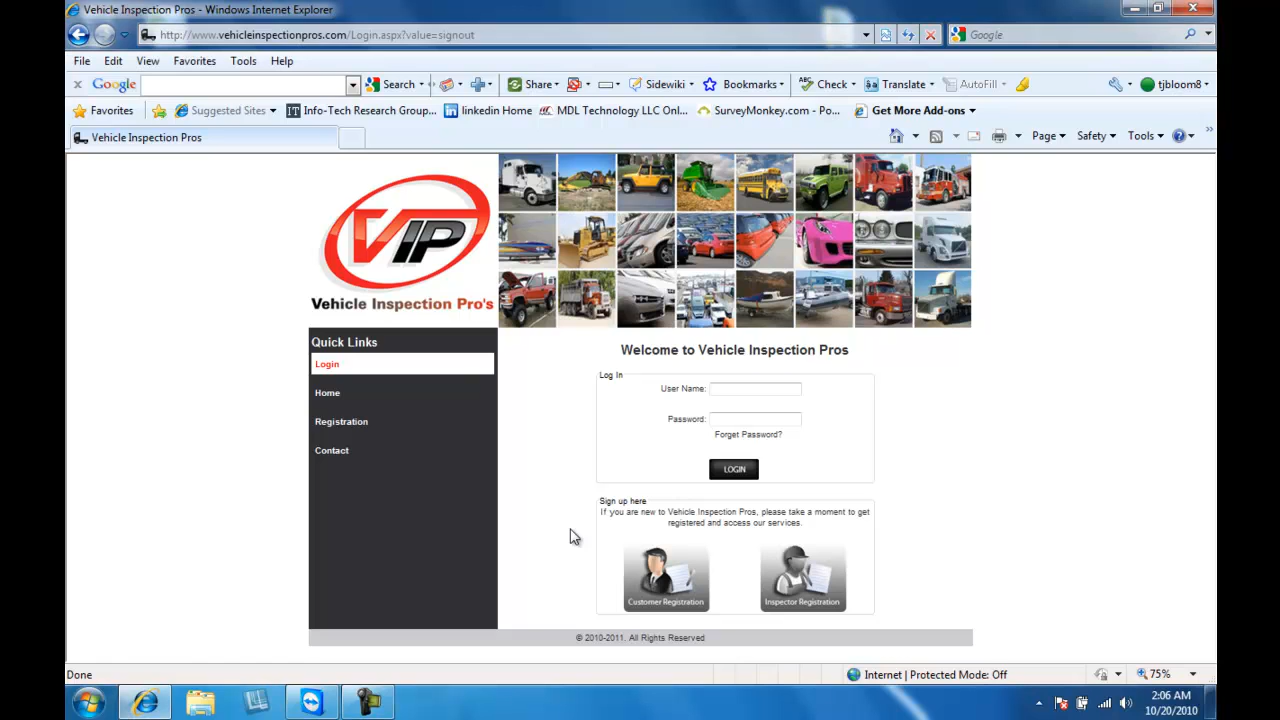 Vehicle Inspection Pros - Windows Internet Explorer
http://www.vehicleinspectionpros.com/Login.aspx?value=signout
Google
File Edit View Favorites Tools Help
Google Search Share Sidewiki Bookmarks Check Translate AutoFill tjbloom8
Favorites Suggested Sites Info-Tech Research Group... linkedin Home MDL Technology LLC Onl... SurveyMonkey.com - Po... Get More Add-ons
Vehicle Inspection Pros
Page Safety Tools
VIP
Vehicle Inspection Pro's
Quick Links
Login
Home
Registration
Contact
Welcome to Vehicle Inspection Pros
Log In
User Name:
Password:
Forget Password?
LOGIN
Sign up here
If you are new to Vehicle Inspection Pros, please take a moment to get
registered and access our services.
Customer Registration
Inspector Registration
© 2010-2011. All Rights Reserved
Done
Internet | Protected Mode: Off
75%
2:06 AM
10/20/2010